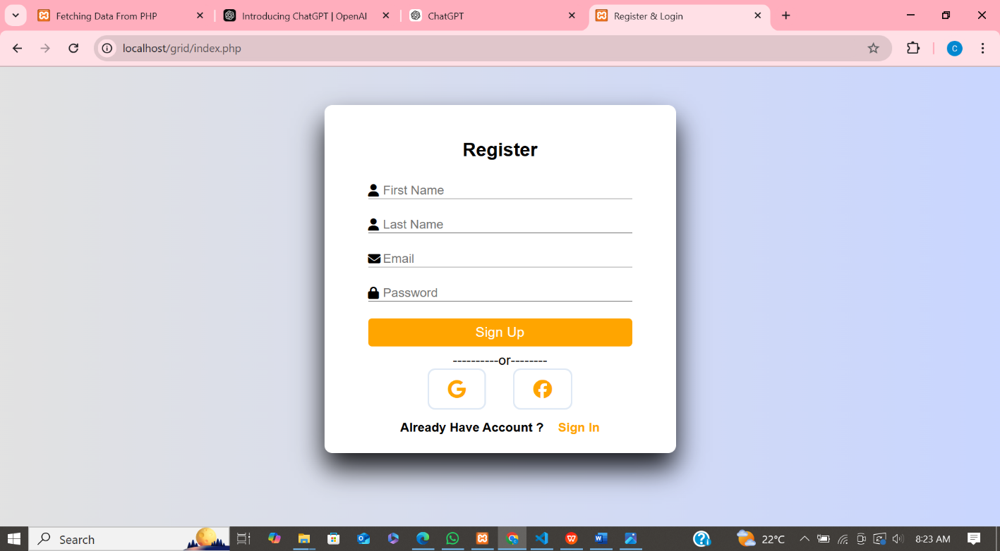 Fetching Data From PHP
Introducing ChatGPT | OpenAI
ChatGPT
Register & Login
localhost/grid/index.php
C
Register
First Name
Last Name
Email
Password
Sign Up
----------or--------
Already Have Account ? Sign In
Search
22°C
8:23 AM